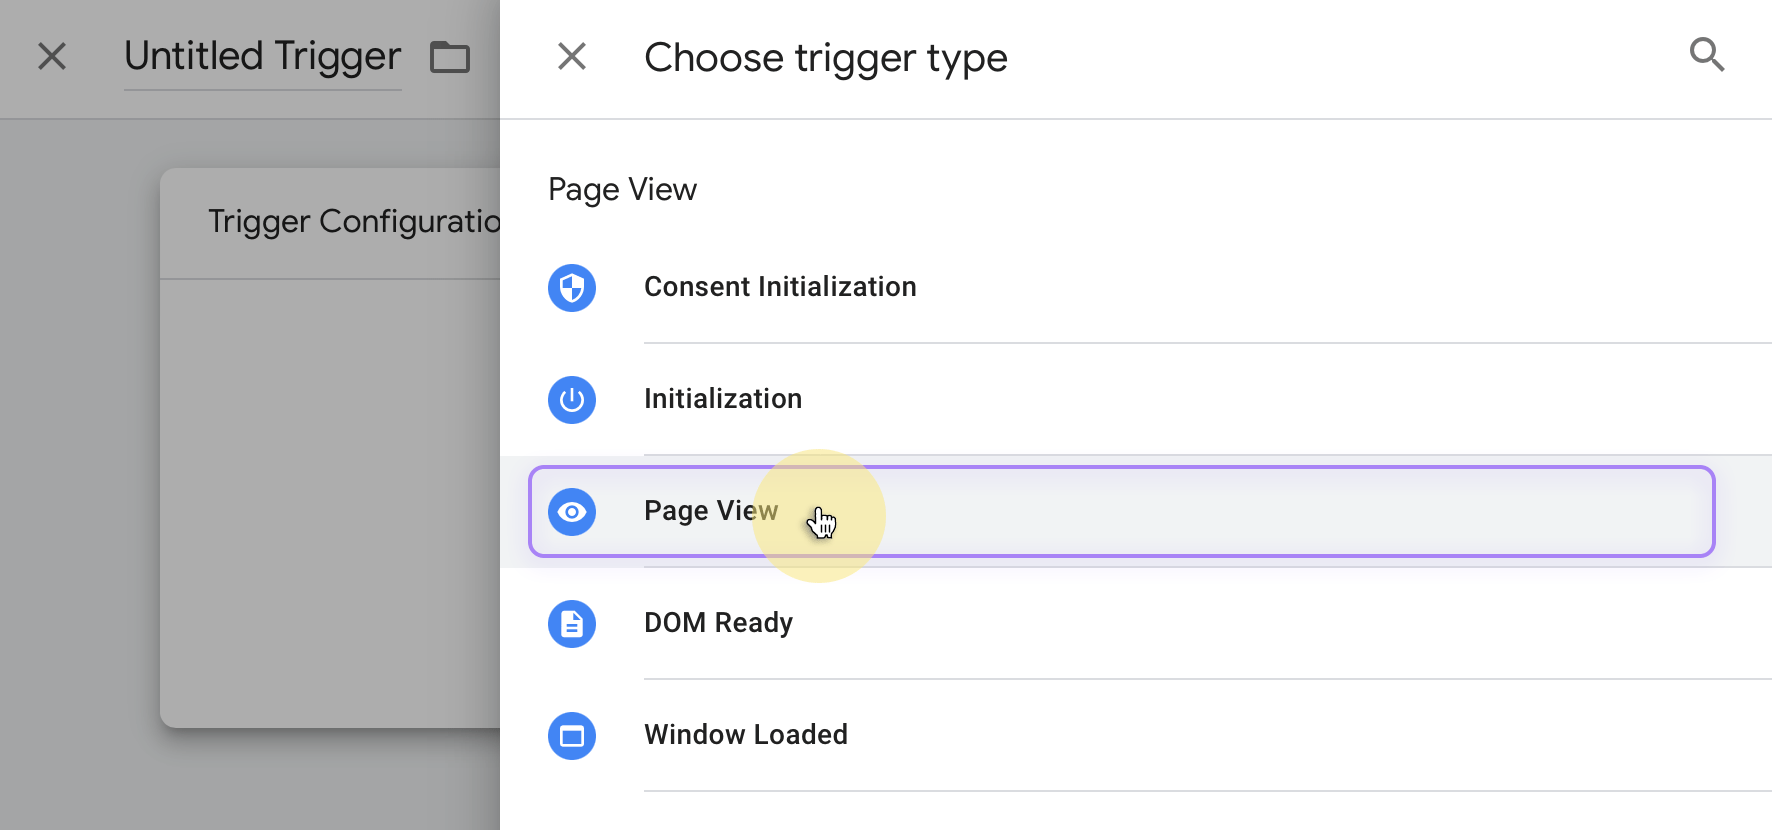 Untitled Trigger
Choose trigger type
Trigger Configuratio
Page View
Consent Initialization
Initialization
Page View
DOM Ready
Window Loaded